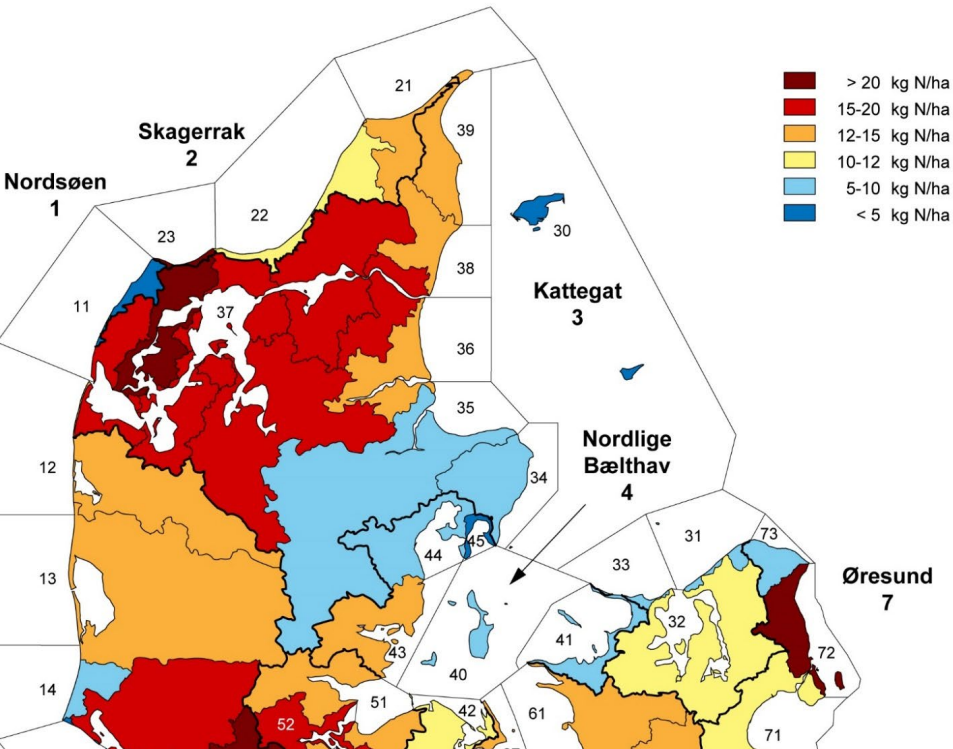 21
> 20 kg N/ha
15-20 kg N/ha
12-15 kg N/ha
10-12 kg N/ha
5-10 kg N/ha
< 5 kg N/ha
39
Skagerrak
2
Nordsøen
1
22
23
30
38
11
37
Kattegat
3
36
35
Nordlige
Bælthav
4
12
34
45
44
31
73
33
13
Øresund
7
32
41
43
72
40
14
51
42
61
52
71